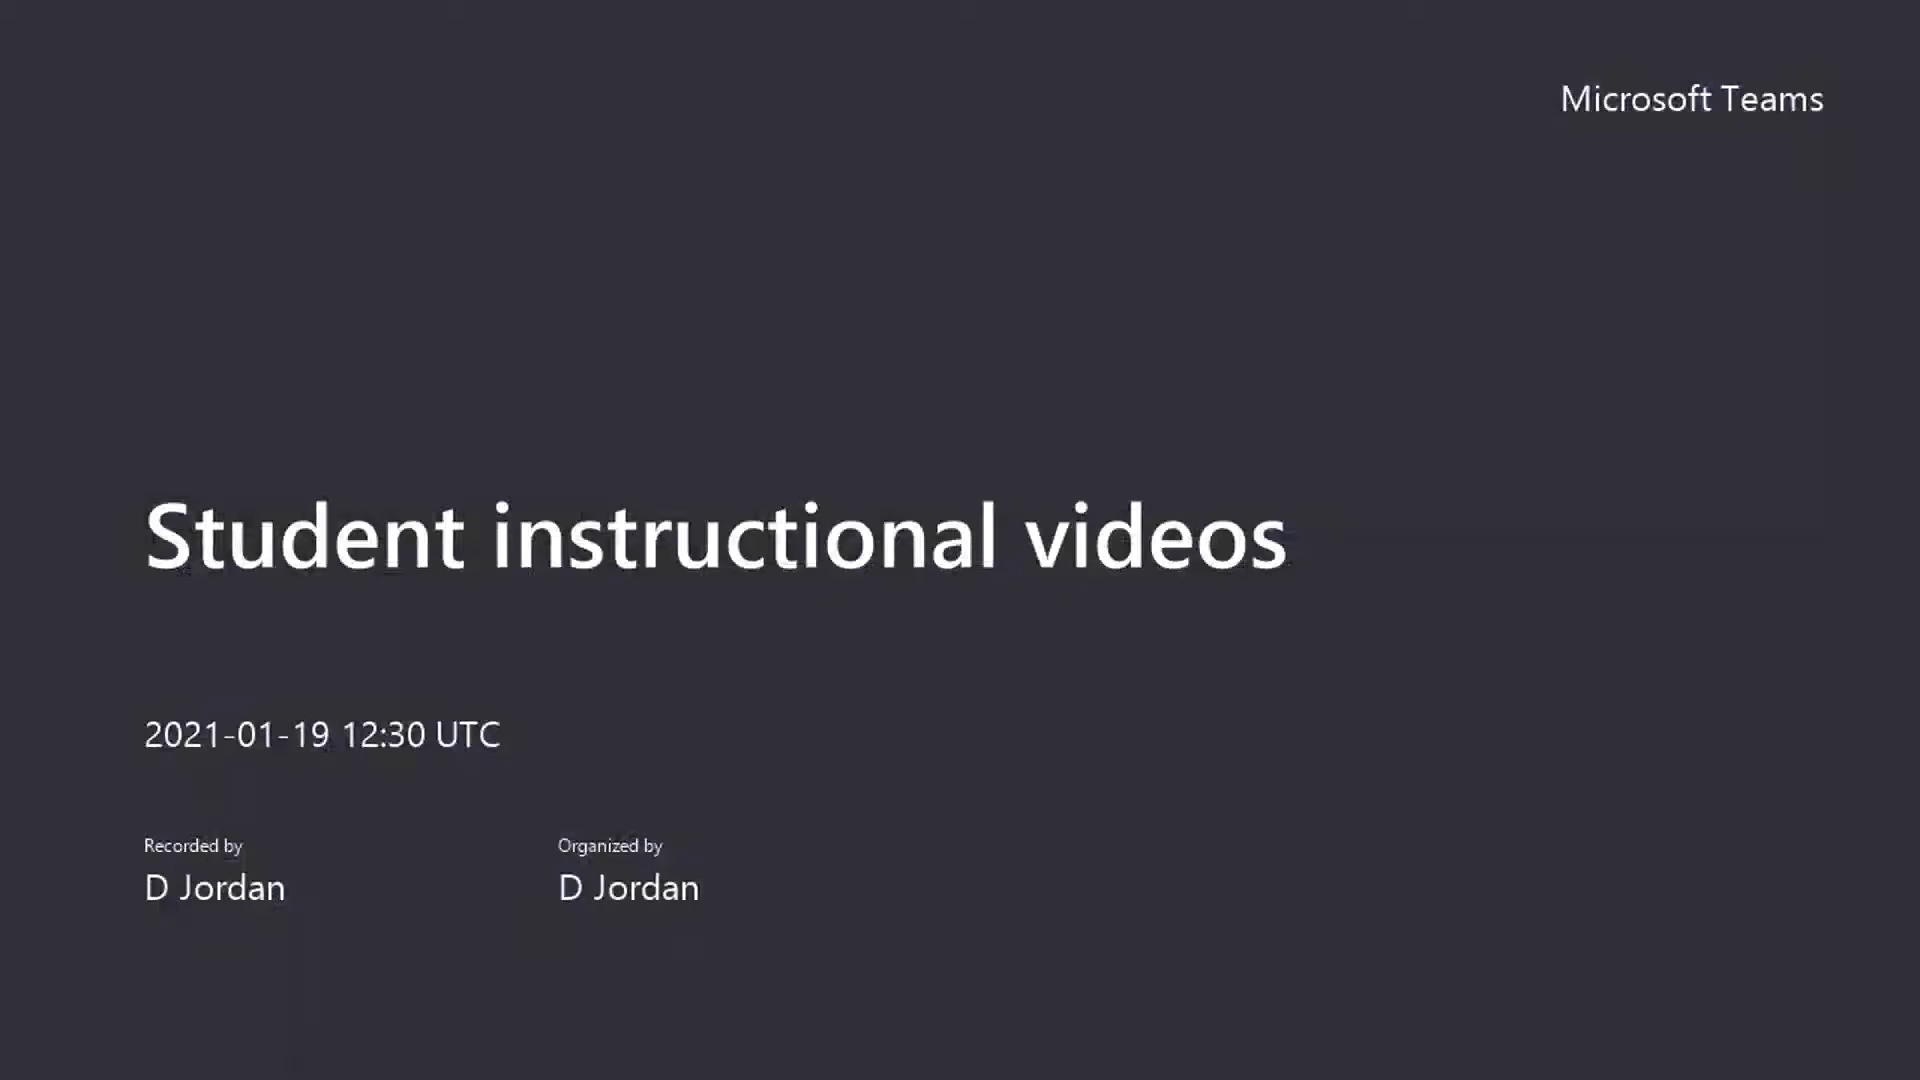 Microsoft Teams
Student instructional videos
2021-01-19 12:30 UTC
Recorded by
D Jordan
Organized by
D Jordan